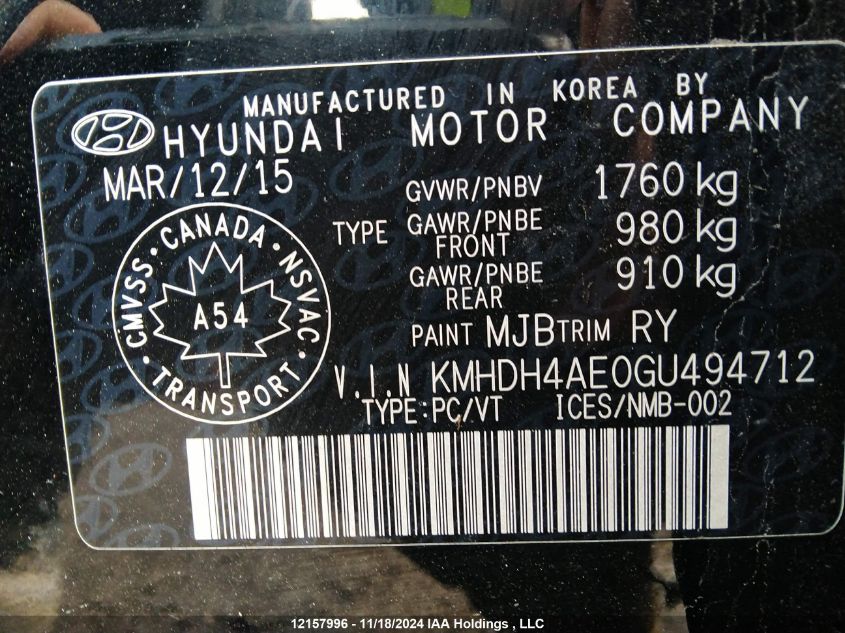 MANUFACTURED IN KOREA BY
HYUNDAI MOTOR COMPANY
MAR/12/15
GVWR/PNBV 1760 kg
TYPE GAWR/PNBE FRONT 980 kg
GAWR/PNBE REAR 910 kg
CMVSS • CANADA • NSVAC • TRANSPORT •
A54
PAINT MJB TRIM RY
V.I.N KMHDH4AE0GU494712
TYPE:PC/VT ICES/NMB-002
12157996 - 11/18/2024 IAA Holdings , LLC